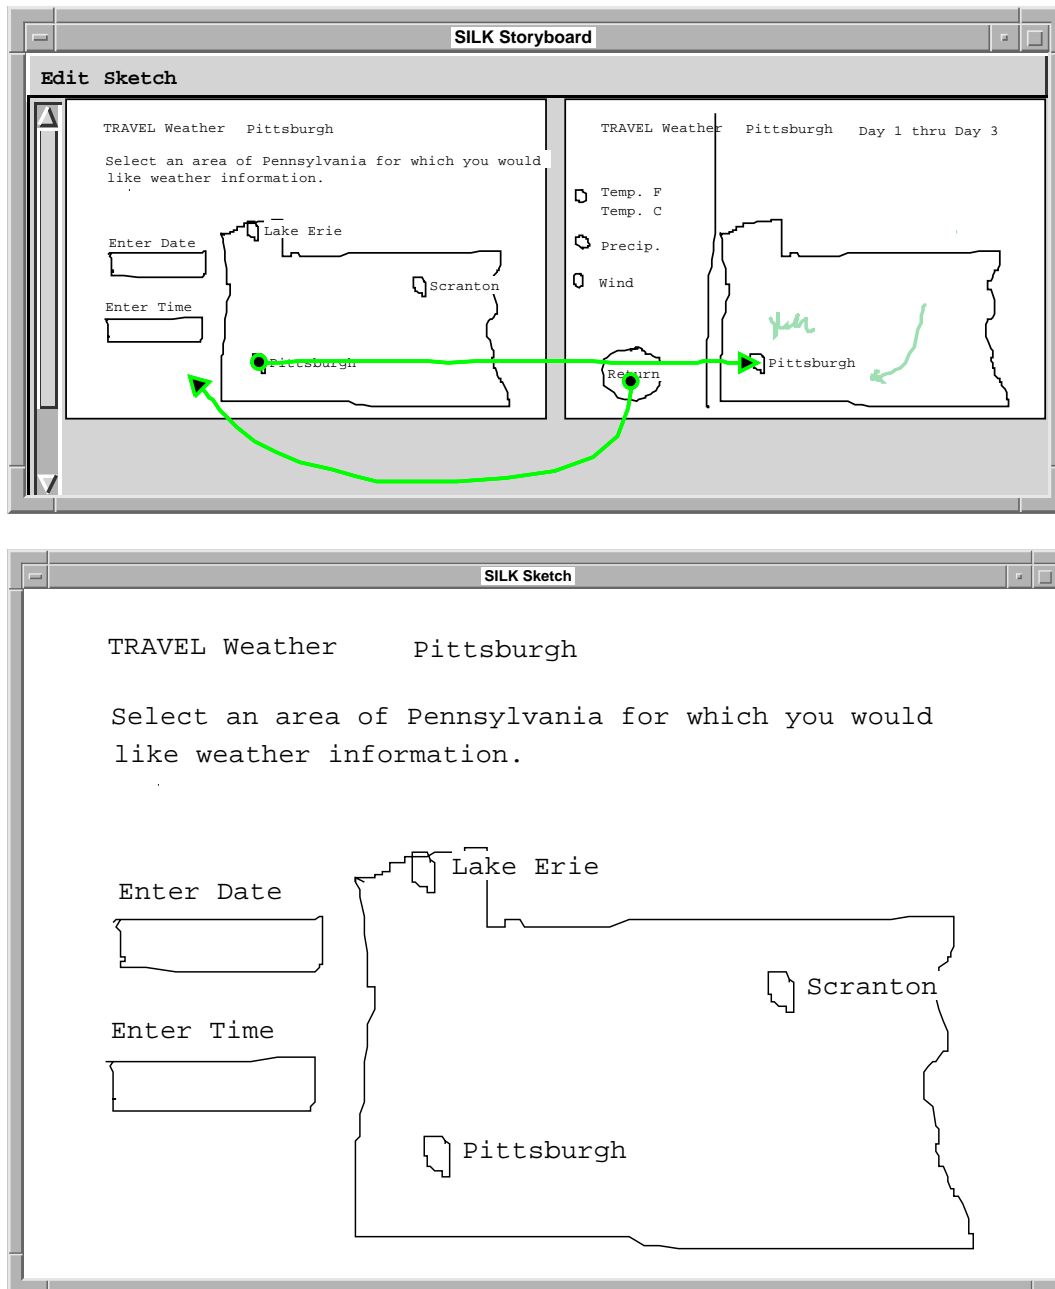 SILK Storyboard
Edit Sketch
TRAVEL Weather Pittsburgh
Select an area of Pennsylvania for which you would
like weather information.
Lake Erie
Enter Date
Scranton
Enter Time
Pittsburgh
TRAVEL Weather Pittsburgh Day 1 thru Day 3
Temp. F
Temp. C
Precip.
Wind
Pittsburgh
Return
SILK Sketch
TRAVEL Weather Pittsburgh
Select an area of Pennsylvania for which you would
like weather information.
Lake Erie
Enter Date
Scranton
Enter Time
Pittsburgh